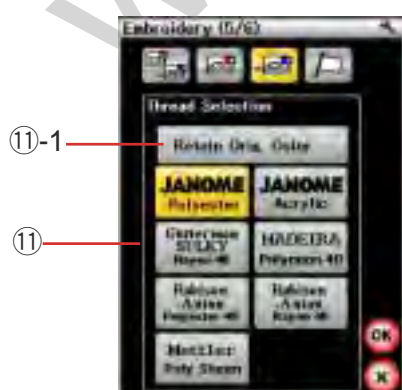 Embroidery (5/6)
Thread Selection
⑪-1
Retain Orig. Color
JANOME
Polyester
JANOME
Acrylic
⑪
Gutermann
SULKY
Rayon 40
MADEIRA
Polyneon 40
Robison
-Anton
Polyester 40
Robison
-Anton
Rayon 40
Mettler
Poly Sheen
OK
X